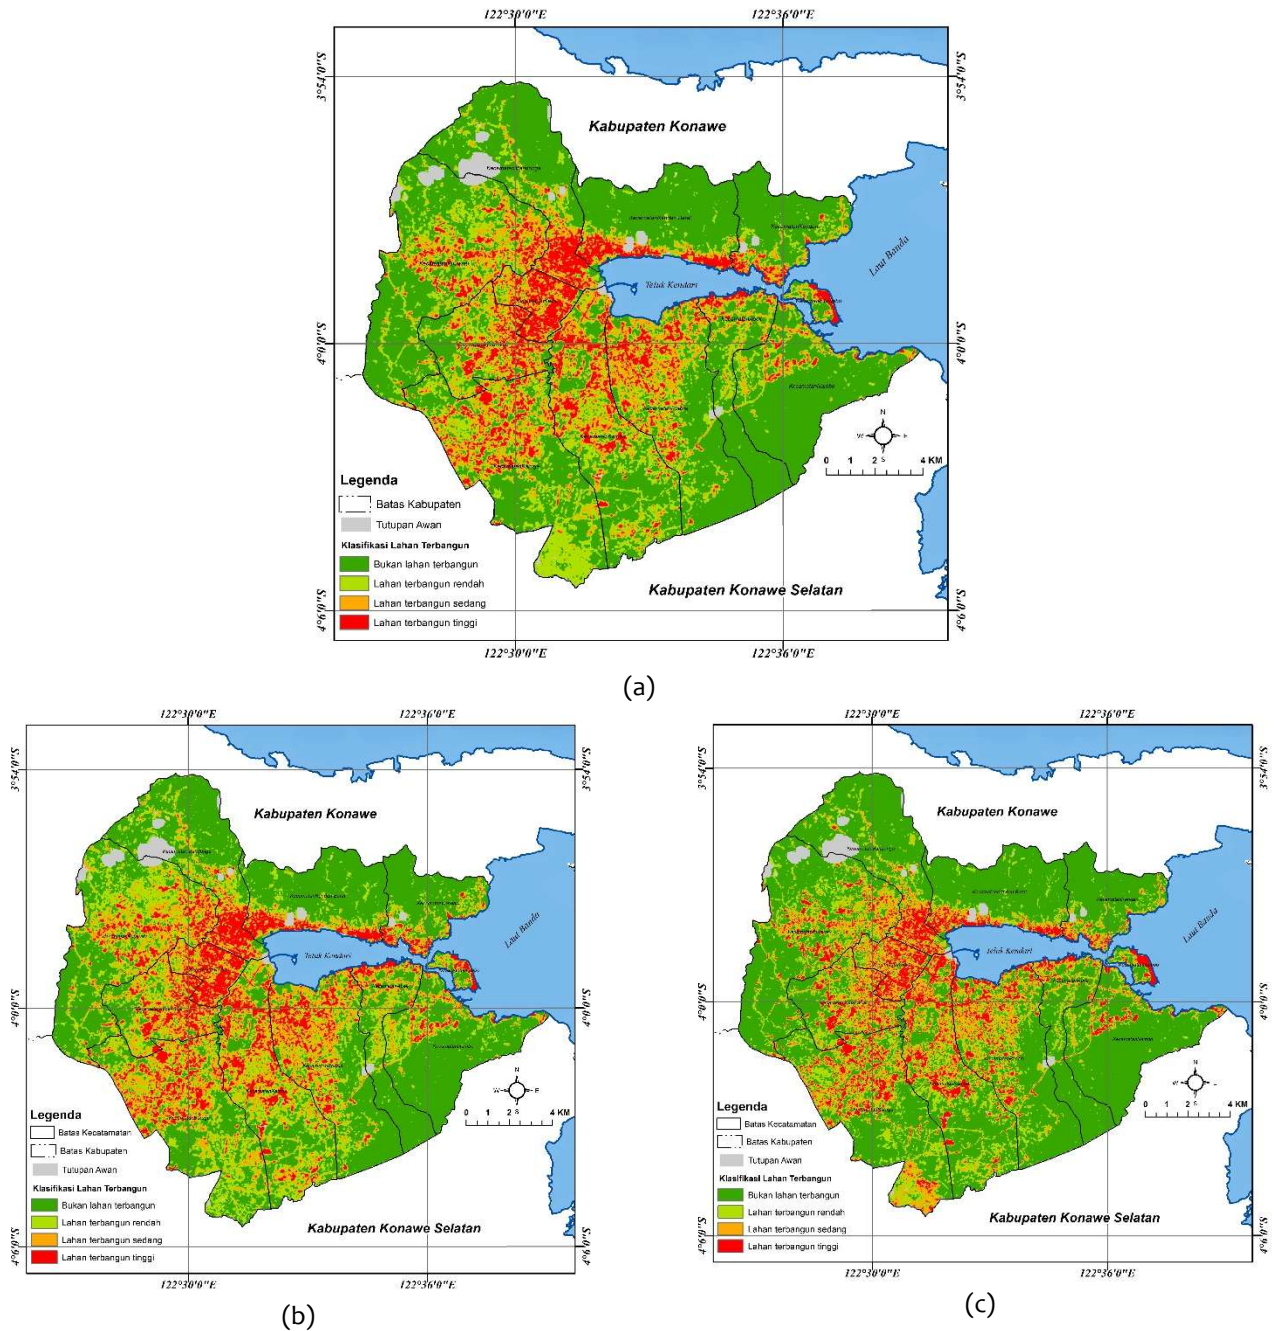 122°30'0"E 122°36'0"E
3°54'0"S 3°54'0"S
Kabupaten Konawe
Laut Banda
Teluk Kendari
4°0'0"S 4°0'0"S
N
W
S
0 1 2 4 KM
Legenda
Batas Kabupaten
Tutupan Awan
Klasifikasi Lahan Terbangun
Bukan lahan terbangun
Lahan terbangun rendah
Lahan terbangun sedang
Lahan terbangun tinggi
Kabupaten Konawe Selatan
4°6'0"S 4°6'0"S
122°30'0"E 122°36'0"E
(a)
122°30'0"E 122°36'0"E
3°54'0"S 3°54'0"S
Kabupaten Konawe
Laut Banda
Teluk Kendari
4°0'0"S 4°0'0"S
N
W E
S
0 1 2 4 KM
Legenda
Batas Kecatamatan
Batas Kabupaten
Tutupan Awan
Klasifikasi Lahan Terbangun
Bukan lahan terbangun
Lahan terbangun rendah
Lahan terbangun sedang
Lahan terbangun tinggi
Kabupaten Konawe Selatan
4°6'0"S 4°6'0"S
122°30'0"E 122°36'0"E
(b)
122°30'0"E 122°36'0"E
3°54'0"S 3°54'0"S
Kabupaten Konawe
Laut Banda
Teluk Kendari
4°0'0"S 4°0'0"S
N
W
S
0 1 2 4 KM
Legenda
Batas Kecatamatan
Batas Kabupaten
Tutupan Awan
Klasifikasi Lahan Terbangun
Bukan lahan terbangun
Lahan terbangun rendah
Lahan terbangun sedang
Lahan terbangun tinggi
Kabupaten Konawe Selatan
4°6'0"S 4°6'0"S
122°30'0"E 122°36'0"E
(c)